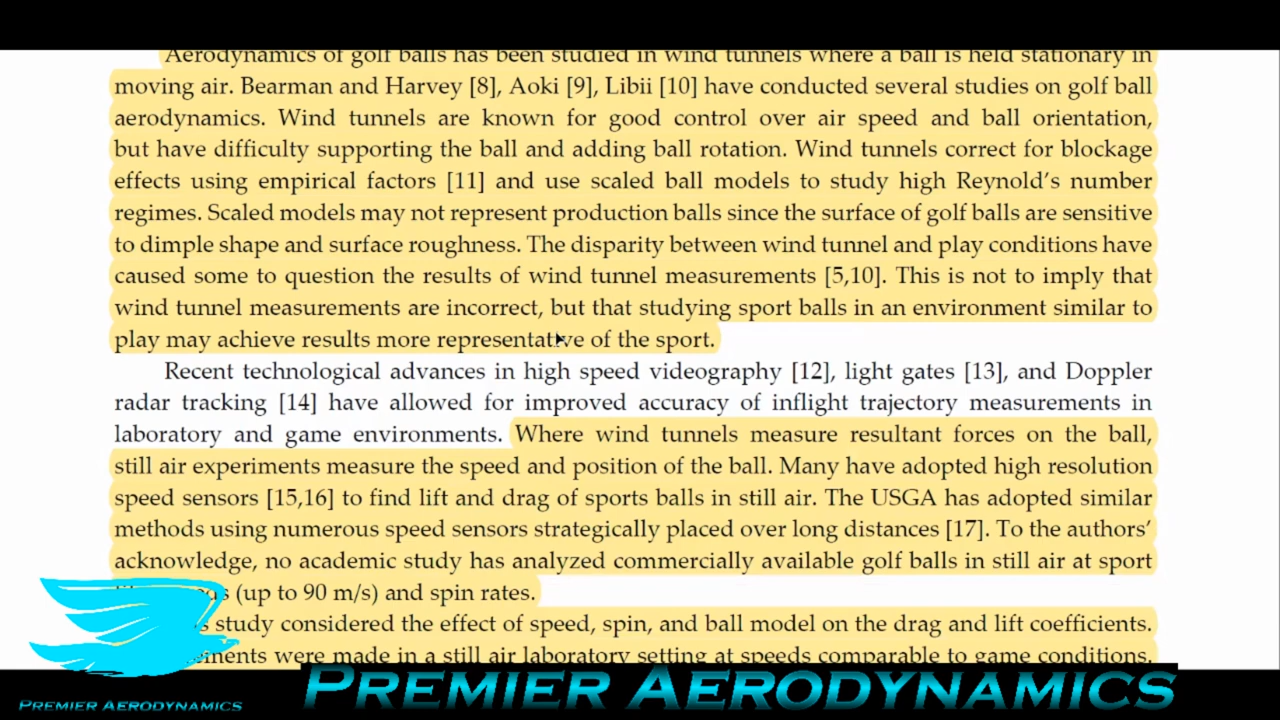 Aerodynamics of golf balls has been studied in wind tunnels where a ball is held stationary in
moving air. Bearman and Harvey [8], Aoki [9], Libii [10] have conducted several studies on golf ball
aerodynamics. Wind tunnels are known for good control over air speed and ball orientation,
but have difficulty supporting the ball and adding ball rotation. Wind tunnels correct for blockage
effects using empirical factors [11] and use scaled ball models to study high Reynold's number
regimes. Scaled models may not represent production balls since the surface of golf balls are sensitive
to dimple shape and surface roughness. The disparity between wind tunnel and play conditions have
caused some to question the results of wind tunnel measurements [5,10]. This is not to imply that
wind tunnel measurements are incorrect, but that studying sport balls in an environment similar to
play may achieve results more representative of the sport.
Recent technological advances in high speed videography [12], light gates [13], and Doppler
radar tracking [14] have allowed for improved accuracy of inflight trajectory measurements in
laboratory and game environments. Where wind tunnels measure resultant forces on the ball,
still air experiments measure the speed and position of the ball. Many have adopted high resolution
speed sensors [15,16] to find lift and drag of sports balls in still air. The USGA has adopted similar
methods using numerous speed sensors strategically placed over long distances [17]. To the authors'
acknowledge, no academic study has analyzed commercially available golf balls in still air at sport
(up to 90 m/s) and spin rates.
study considered the effect of speed, spin, and ball model on the drag and lift coefficients.
were made in a still air laboratory setting at speeds comparable to game conditions.
PREMIER AERODYNAMICS
PREMIER AERODYNAMICS